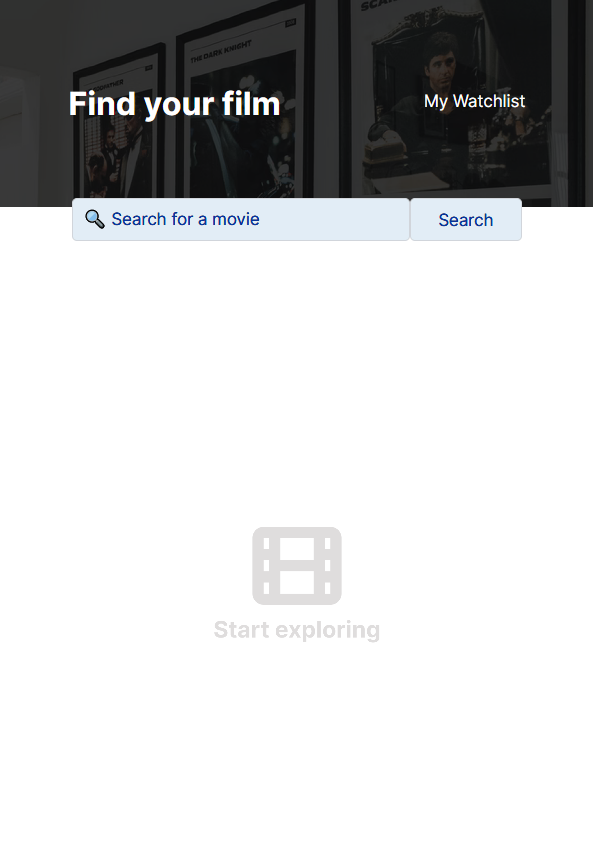 THE DARK KNIGHT
Find your film
My Watchlist
🔍 Search for a movie
Search
Start exploring